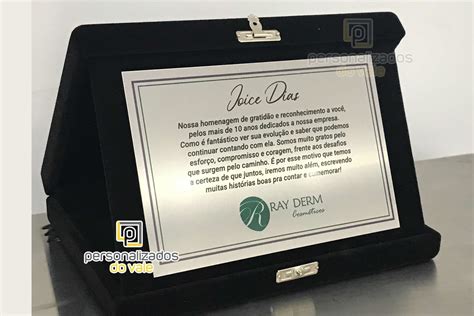 personalizados
do vale
Joice Dias
Nossa homenagem de gratidão e reconhecimento a você,
pelos mais de 10 anos dedicados a nossa empresa.
Como é fantástico ver sua evolução e saber que podemos
continuar contando com ela. Somos muito gratos pelo
esforço, compromisso e coragem, frente aos desafios
que surgem pelo caminho. É por esse motivo que temos
a certeza de que juntos, iremos muito além, escrevendo
muitas histórias boas pra contar e comemorar!
R RAY DERM
Cosméticos
personalizados
do vale